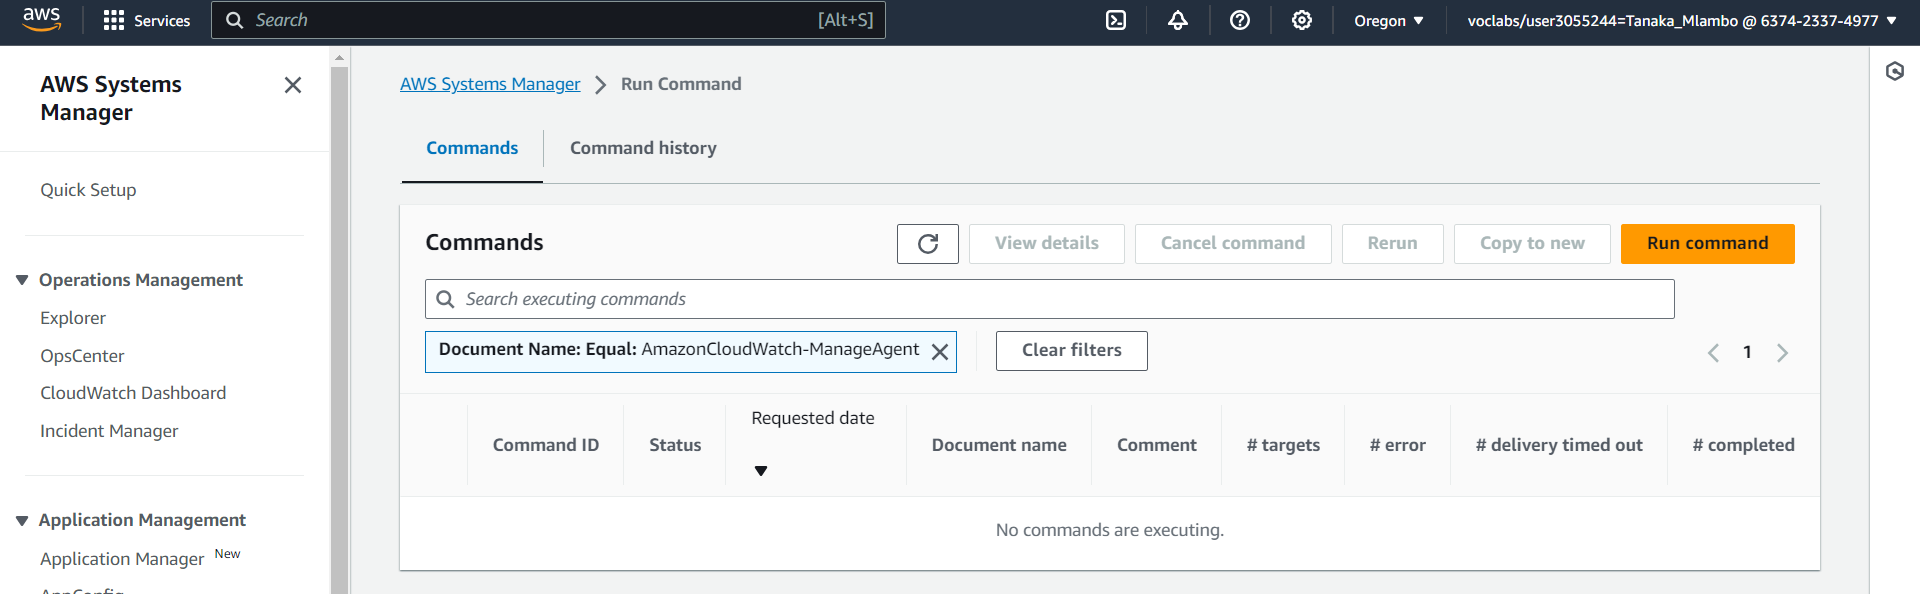 aws
Services
Search
[Alt+S]
Oregon ▼
voclabs/user3055244=Tanaka_Mlambo @ 6374-2337-4977 ▼
AWS Systems
Manager
Quick Setup
Operations Management
Explorer
OpsCenter
CloudWatch Dashboard
Incident Manager
Application Management
Application Manager New
AppConfig
AWS Systems Manager > Run Command
Commands
Command history
Commands
View details
Cancel command
Rerun
Copy to new
Run command
Search executing commands
Document Name: Equal: AmazonCloudWatch-ManageAgent
Clear filters
1
Command ID
Status
Requested date
Document name
Comment
# targets
# error
# delivery timed out
# completed
No commands are executing.